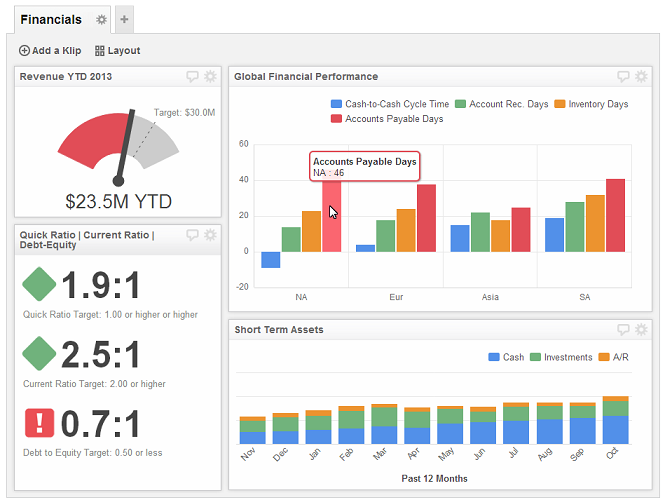 Financials
+
Add a Klip
Layout
Revenue YTD 2013
Target: $30.0M
$23.5M YTD
Quick Ratio | Current Ratio |
Debt-Equity
1.9:1
Quick Ratio Target: 1.00 or higher or higher
2.5:1
Current Ratio Target: 2.00 or higher
!
0.7:1
Debt to Equity Target: 0.50 or less
Global Financial Performance
Cash-to-Cash Cycle Time Account Rec. Days Inventory Days
Accounts Payable Days
60
Accounts Payable Days
NA : 46
40
20
0
-20
NA Eur Asia SA
Short Term Assets
Cash Investments A/R
Nov Dec Jan Feb Mar Apr May Jun Jul Aug Sep Oct
Past 12 Months